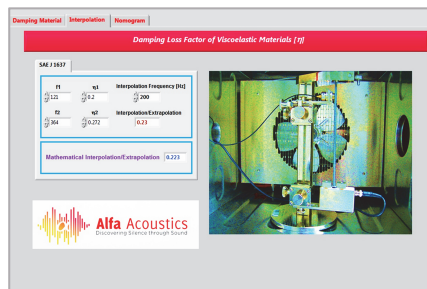 Damping Material Interpolation Nomogram
Damping Loss Factor of Viscoelastic Materials [η]
SAE J 1637
f1 η1 Interpolation Frequency [Hz]
121 0.2 200
f2 η2 Interpolation/Extrapolation
364 0.272 0.23
Mathematical Interpolation/Extrapolation 0.223
Alfa Acoustics
Discovering Silence through Sound